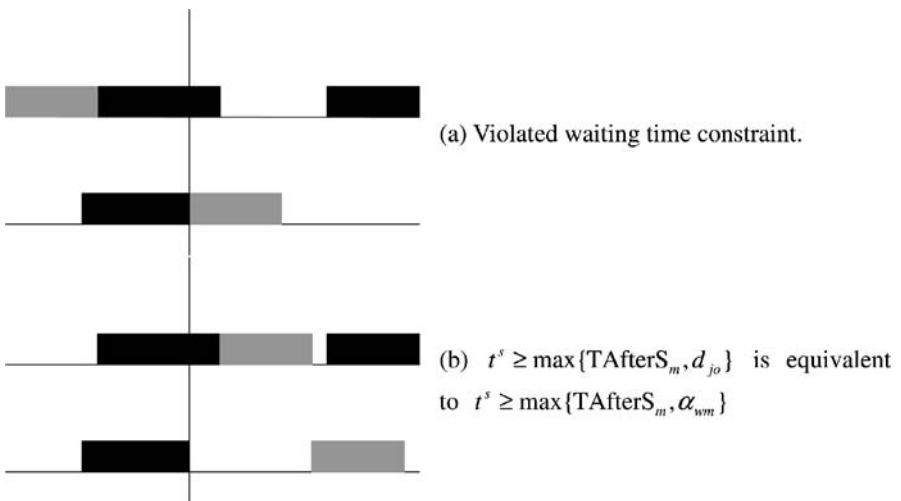 (a) Violated waiting time constraint.
(b) t^s ≥ max{TAfterS_m, d_jo} is equivalent
to t^s ≥ max{TAfterS_m, α_wm}